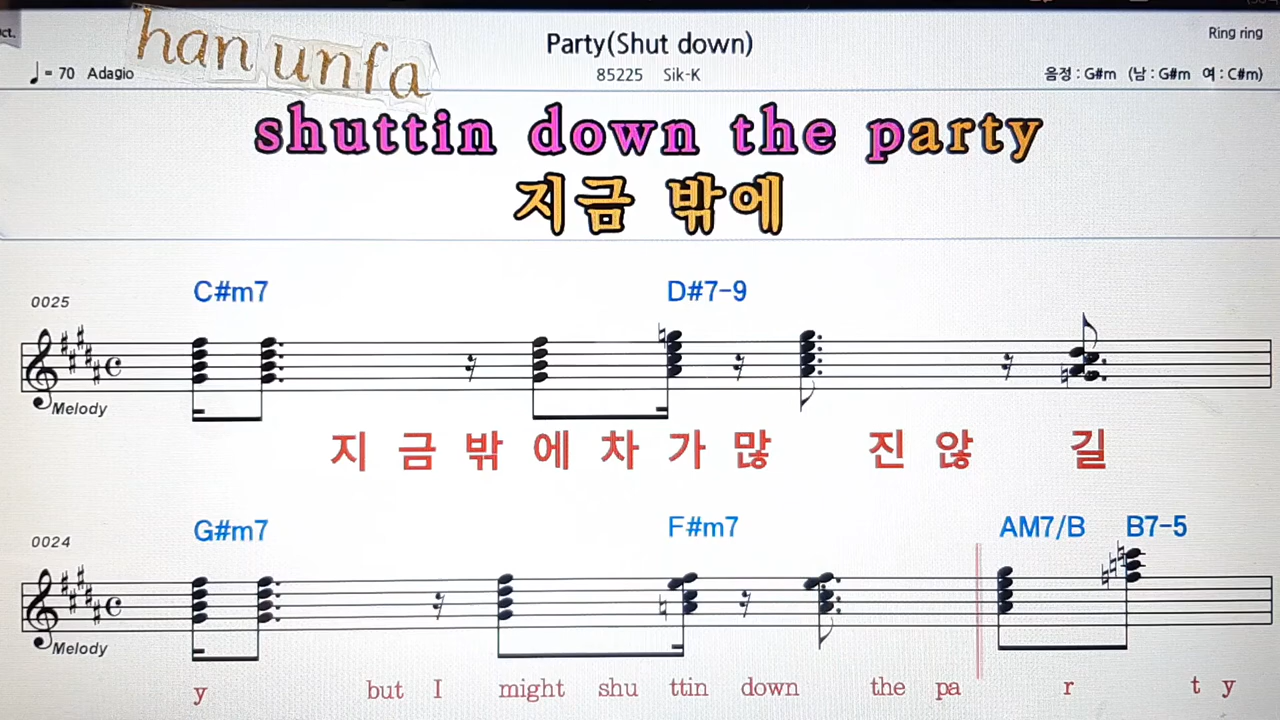 ct.
han unfa
Party(Shut down)
Ring ring
♩= 70 Adagio
85225 Sik-K
음정 : G#m (남 : G#m 여 : C#m)
shuttin down the party
지금 밖에
0025
C#m7 D#7-9
Melody
지 금 밖 에 차 가 많 진 않 길
0024
G#m7 F#m7 AM7/B B7-5
Melody
y but I might shu ttin down the pa r t y